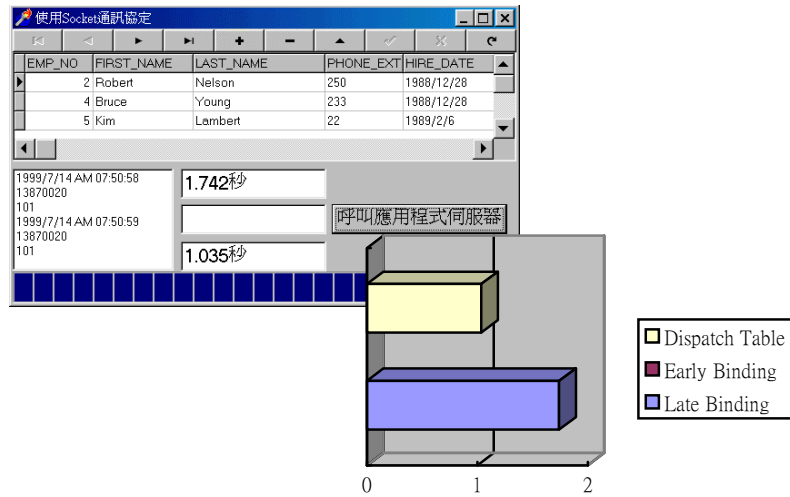 使用Socket通訊協定
EMP_NO FIRST_NAME LAST_NAME PHONE_EXT HIRE_DATE
2 Robert Nelson 250 1988/12/28
4 Bruce Young 233 1988/12/28
5 Kim Lambert 22 1989/2/6
1999/7/14 AM 07:50:58
13870020
101
1999/7/14 AM 07:50:59
13870020
101
1.742秒
呼叫應用程式伺服器
1.035秒
Dispatch Table
Early Binding
Late Binding
0 1 2